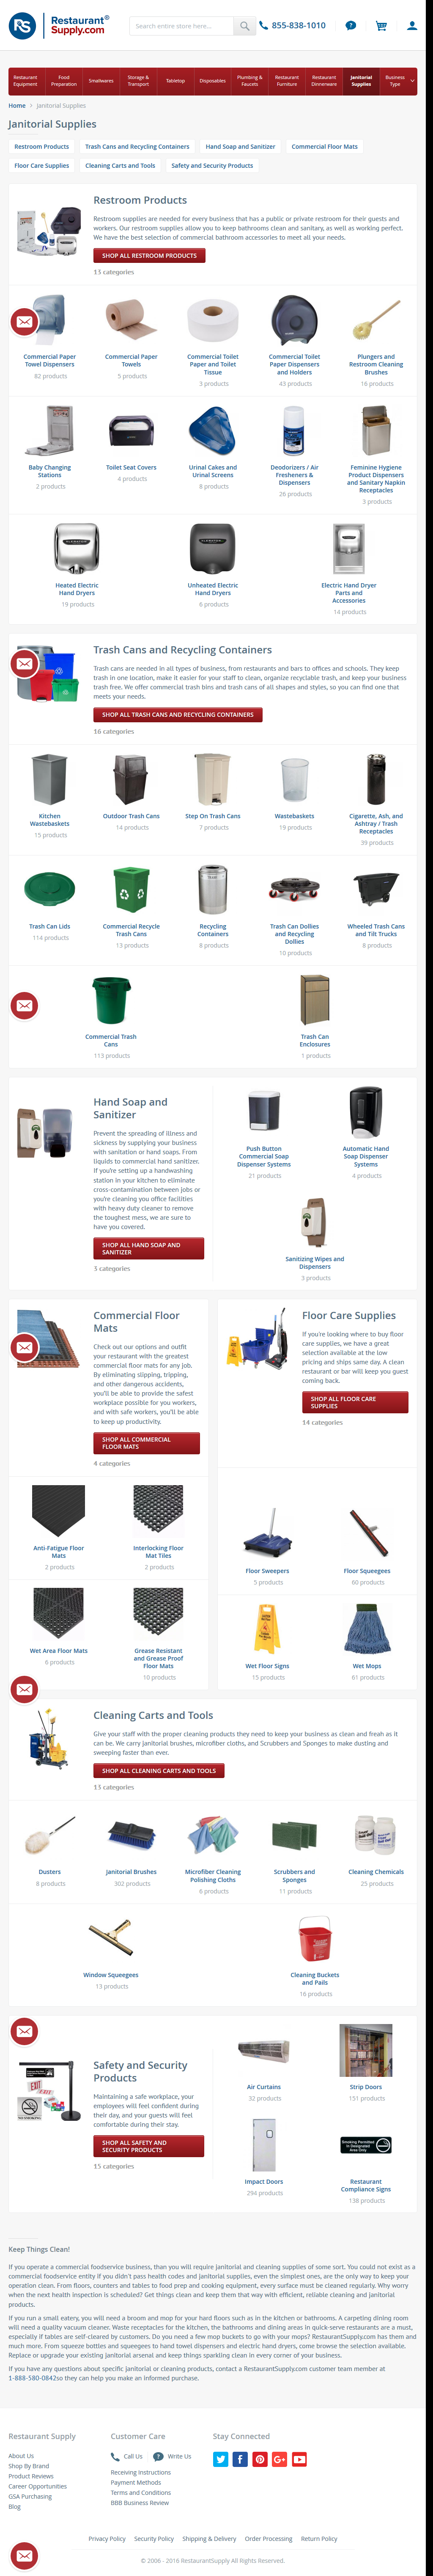 Restaurant
Supply.com®
Search entire store here...
855-838-1010
Restaurant Equipment
Food Preparation
Smallwares
Storage & Transport
Tabletop
Disposables
Plumbing & Faucets
Restaurant Furniture
Restaurant Dinnerware
Janitorial Supplies
Business Type
Home > Janitorial Supplies
Janitorial Supplies
Restroom Products
Trash Cans and Recycling Containers
Hand Soap and Sanitizer
Commercial Floor Mats
Floor Care Supplies
Cleaning Carts and Tools
Safety and Security Products
Restroom Products
Restroom supplies are needed for every business that has a public or private restroom for their guests and
workers. Our restroom supplies allow you to keep bathrooms clean and sanitary, as well as working perfect.
We have the best selection of commercial bathroom accessories to meet all your needs.
SHOP ALL RESTROOM PRODUCTS
13 categories
Commercial Paper Towel Dispensers
82 products
Commercial Paper Towels
5 products
Commercial Toilet Paper and Toilet Tissue
3 products
Commercial Toilet Paper Dispensers and Holders
43 products
Plungers and Restroom Cleaning Brushes
16 products
Baby Changing Stations
2 products
Toilet Seat Covers
4 products
Urinal Cakes and Urinal Screens
6 products
Deodorizers / Air Fresheners & Dispensers
26 products
Feminine Hygiene Product Dispensers and Sanitary Napkin Receptacles
3 products
Heated Electric Hand Dryers
19 products
Unheated Electric Hand Dryers
6 products
Electric Hand Dryer Parts and Accessories
14 products
Trash Cans and Recycling Containers
Trash cans are needed in all types of business, from restaurants and bars to offices and schools. They keep
trash in one location, make it easier for your staff to clean, organize recyclable trash, and keep your business
trash free. We offer commercial trash bins and trash cans of all shapes and styles, so you can find one that
meets your needs.
SHOP ALL TRASH CANS AND RECYCLING CONTAINERS
16 categories
Kitchen Wastebaskets
15 products
Outdoor Trash Cans
14 products
Step On Trash Cans
7 products
Wastebaskets
19 products
Cigarette, Ash, and Ashtray / Trash Receptacles
39 products
Trash Can Lids
114 products
Commercial Recycle Trash Cans
13 products
Recycling Containers
8 products
Trash Can Dollies and Recycling Dollies
10 products
Wheeled Trash Cans and Tilt Trucks
8 products
Commercial Trash Cans
113 products
Trash Can Enclosures
1 products
Hand Soap and
Sanitizer
Prevent the spreading of illness and
sickness by supplying your business
with sanitation or hand soaps. From
liquids to commercial hand sanitizer.
If you're setting up a handwashing
station in your kitchen to eliminate
cross-contamination between jobs or
you're cleaning you office facilities
with heavy duty cleaner to remove
the toughest messes, we are sure to
have you covered.
SHOP ALL HAND SOAP AND
SANITIZER
3 categories
Push Button Commercial Soap Dispenser Systems
21 products
Automatic Hand Soap Dispenser Systems
4 products
Sanitizing Wipes and Dispensers
3 products
Commercial Floor
Mats
Check out our options and outfit
your restaurant with the greatest
commercial floor mats for any job.
By eliminating slipping, tripping,
and other dangerous accidents,
you'll be able to provide the safest
workplace possible for you workers,
and with safe workers, you'll be able
to keep up productivity.
SHOP ALL COMMERCIAL
FLOOR MATS
4 categories
Anti-Fatigue Floor Mats
2 products
Interlocking Floor Mat Tiles
2 products
Wet Area Floor Mats
6 products
Grease Resistant and Grease Proof Floor Mats
10 products
Floor Care Supplies
If you're looking where to buy floor
care supplies, we have a great
selection available at the low
pricing and ships same day. A clean
restaurant or bar will keep you guest
coming back.
SHOP ALL FLOOR CARE
SUPPLIES
14 categories
Floor Sweepers
5 products
Floor Squeegees
60 products
Wet Floor Signs
15 products
Wet Mops
61 products
Cleaning Carts and Tools
Give your staff with the proper cleaning products they need to keep your business as clean and freah as it
can be. We carry janitorial brushes, microfiber cloths, and Scrubbers and Sponges to make dusting and
sweeping faster than ever.
SHOP ALL CLEANING CARTS AND TOOLS
13 categories
Dusters
8 products
Janitorial Brushes
302 products
Microfiber Cleaning Polishing Cloths
6 products
Scrubbers and Sponges
11 products
Cleaning Chemicals
25 products
Window Squeegees
13 products
Cleaning Buckets and Pails
16 products
Safety and Security
Products
Maintaining a safe workplace, your
employees will feel confident during
their day, and your guests will feel
comfortable during their stay.
SHOP ALL SAFETY AND
SECURITY PRODUCTS
15 categories
Air Curtains
32 products
Strip Doors
151 products
Impact Doors
294 products
Restaurant Compliance Signs
138 products
Keep Things Clean!
If you operate a commercial foodservice business, than you will require janitorial and cleaning supplies of some sort. You could not exist as a
commercial foodservice entity if you didn't pass health codes and janitorial supplies, even the simplest ones, are the only way to keep your
operation clean. From floors, counters and tables to food prep and cooking equipment, every surface must be cleaned regularly. Why worry
when the next health inspection is scheduled? Get things clean and keep them that way with efficient, reliable cleaning and janitorial
products.
If you run a small eatery, you will need a broom and mop for your hard floors such as in the kitchen or bathrooms. A carpeting dining room
will need a quality vacuum cleaner. Waste receptacles for the kitchen, the bathrooms and dining areas in quick-serve restaurants are a must,
especially if tables are self-cleared by customers. Do you need a few mop buckets to go with your mops? RestaurantSupply.com has them and
much more. From squeeze bottles and squeegees to hand towel dispensers and electric hand dryers, come browse the selection available.
Replace or upgrade your existing janitorial arsenal and keep things sparkling clean in every corner of your business.
If you have any questions about specific janitorial or cleaning products, contact a RestaurantSupply.com customer team member at
1-888-580-0842so they can help you make an informed purchase.
Restaurant Supply
About Us
Shop By Brand
Product Reviews
Career Opportunities
GSA Purchasing
Blog
Customer Care
Call Us
Write Us
Receiving Instructions
Payment Methods
Terms and Conditions
BBB Business Review
Stay Connected
Privacy Policy
Security Policy
Shipping & Delivery
Order Processing
Return Policy
© 2006 - 2016 RestaurantSupply All Rights Reserved.